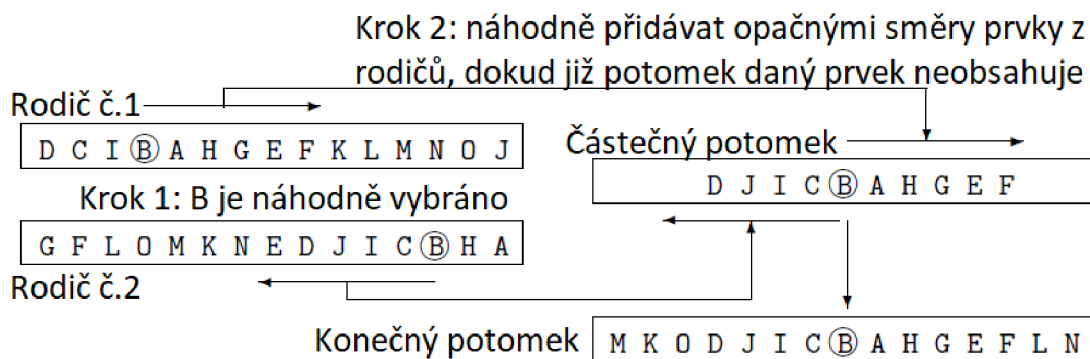 Krok 2: náhodně přidávat opačnými směry prvky z
rodičů, dokud již potomek daný prvek neobsahuje
Rodič č.1
D C I B A H G E F K L M N O J
Krok 1: B je náhodně vybráno
G F L O M K N E D J I C B H A
Rodič č.2
Částečný potomek
D J I C B A H G E F
Konečný potomek
M K O D J I C B A H G E F L N